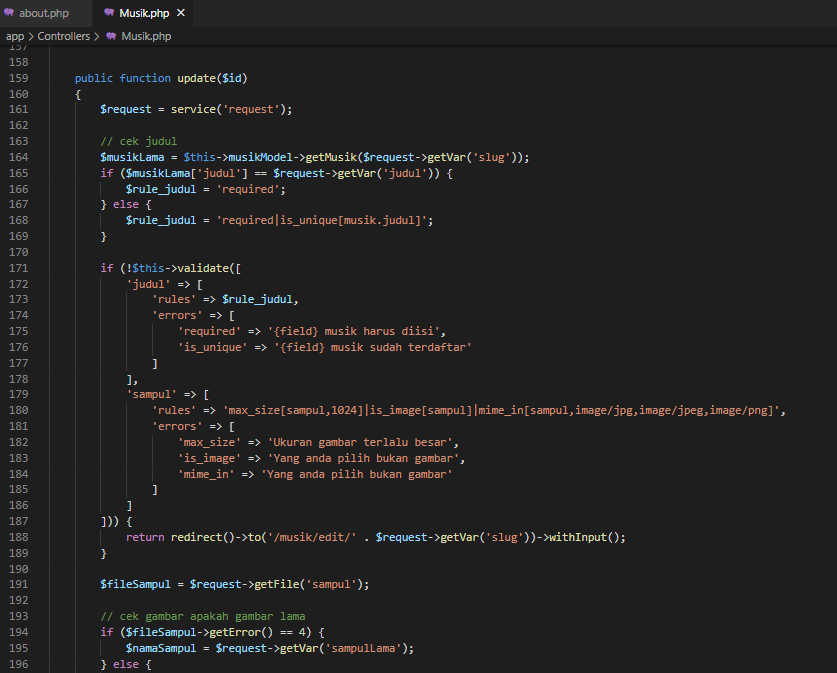 about.php
Musik.php ×
app > Controllers > Musik.php
157
158
159 public function update($id)
160 {
161 $request = service('request');
162
163 // cek judul
164 $musikLama = $this->musikModel->getMusik($request->getVar('slug'));
165 if ($musikLama['judul'] == $request->getVar('judul')) {
166 $rule_judul = 'required';
167 } else {
168 $rule_judul = 'required|is_unique[musik.judul]';
169 }
170
171 if (!$this->validate([
172 'judul' => [
173 'rules' => $rule_judul,
174 'errors' => [
175 'required' => '{field} musik harus diisi',
176 'is_unique' => '{field} musik sudah terdaftar'
177 ]
178 ],
179 'sampul' => [
180 'rules' => 'max_size[sampul,1024]|is_image[sampul]|mime_in[sampul,image/jpg,image/jpeg,image/png]',
181 'errors' => [
182 'max_size' => 'Ukuran gambar terlalu besar',
183 'is_image' => 'Yang anda pilih bukan gambar',
184 'mime_in' => 'Yang anda pilih bukan gambar'
185 ]
186 ]
187 ])) {
188 return redirect()->to('/musik/edit/' . $request->getVar('slug'))->withInput();
189 }
190
191 $fileSampul = $request->getFile('sampul');
192
193 // cek gambar apakah gambar lama
194 if ($fileSampul->getError() == 4) {
195 $namaSampul = $request->getVar('sampulLama');
196 } else {